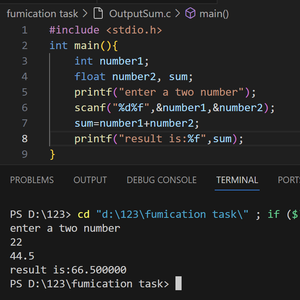 fumication task > OutputSum.c > main()
1 #include <stdio.h>
2 int main(){
3 int number1;
4 float number2, sum;
5 printf("enter a two number");
6 scanf("%d%f",&number1,&number2);
7 sum=number1+number2;
8 printf("result is:%f",sum);
9 }
PROBLEMS OUTPUT DEBUG CONSOLE TERMINAL PORTS
PS D:\123> cd "d:\123\fumication task\" ; if ($
enter a two number
22
44.5
result is:66.500000
PS D:\123\fumication task>